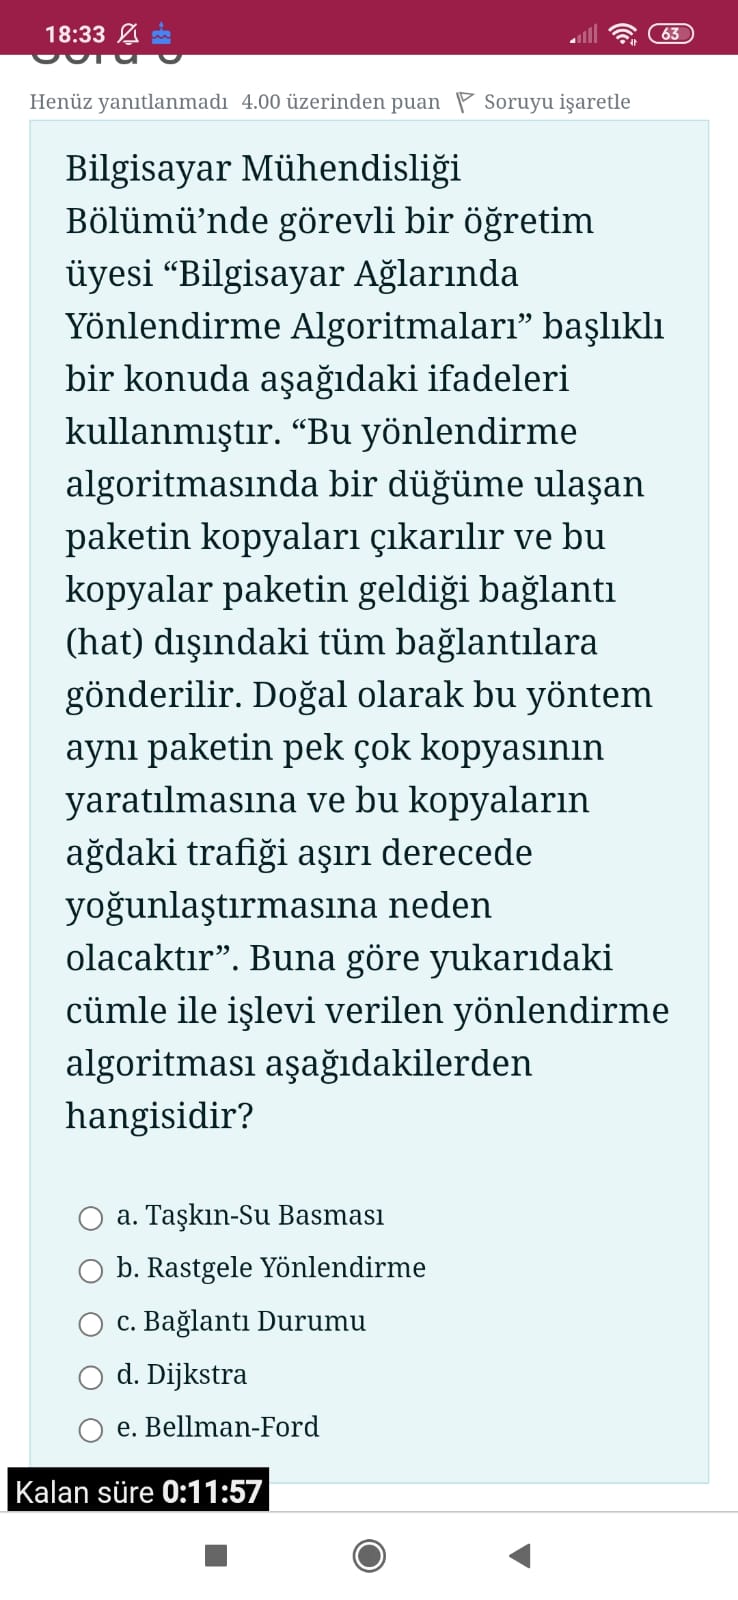 18:33
63
Henüz yanıtlanmadı 4.00 üzerinden puan Soruyu işaretle
Bilgisayar Mühendisliği
Bölümü’nde görevli bir öğretim
üyesi “Bilgisayar Ağlarında
Yönlendirme Algoritmaları” başlıklı
bir konuda aşağıdaki ifadeleri
kullanmıştır. “Bu yönlendirme
algoritmasında bir düğüme ulaşan
paketin kopyaları çıkarılır ve bu
kopyalar paketin geldiği bağlantı
(hat) dışındaki tüm bağlantılara
gönderilir. Doğal olarak bu yöntem
aynı paketin pek çok kopyasının
yaratılmasına ve bu kopyaların
ağdaki trafiği aşırı derecede
yoğunlaştırmasına neden
olacaktır”. Buna göre yukarıdaki
cümle ile işlevi verilen yönlendirme
algoritması aşağıdakilerden
hangisidir?
a. Taşkın-Su Basması
b. Rastgele Yönlendirme
c. Bağlantı Durumu
d. Dijkstra
e. Bellman-Ford
Kalan süre 0:11:57